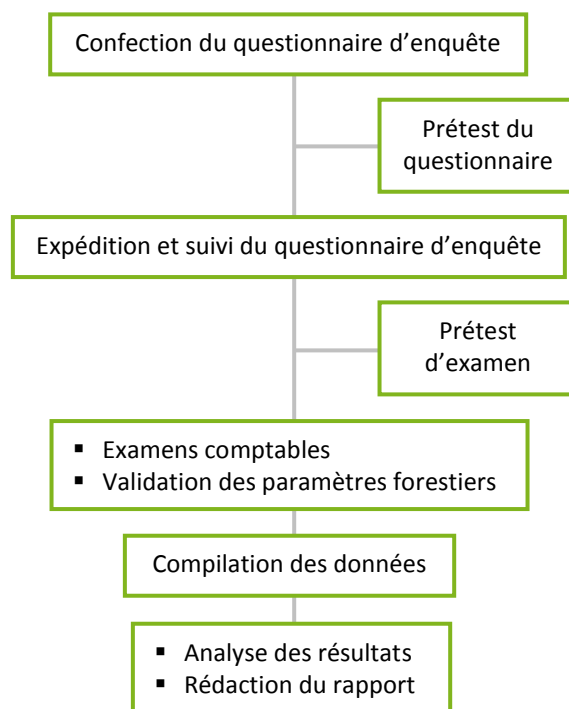 Confection du questionnaire d’enquête
Prétest du
questionnaire
Expédition et suivi du questionnaire d’enquête
Prétest
d’examen
▪ Examens comptables
▪ Validation des paramètres forestiers
Compilation des données
▪ Analyse des résultats
▪ Rédaction du rapport